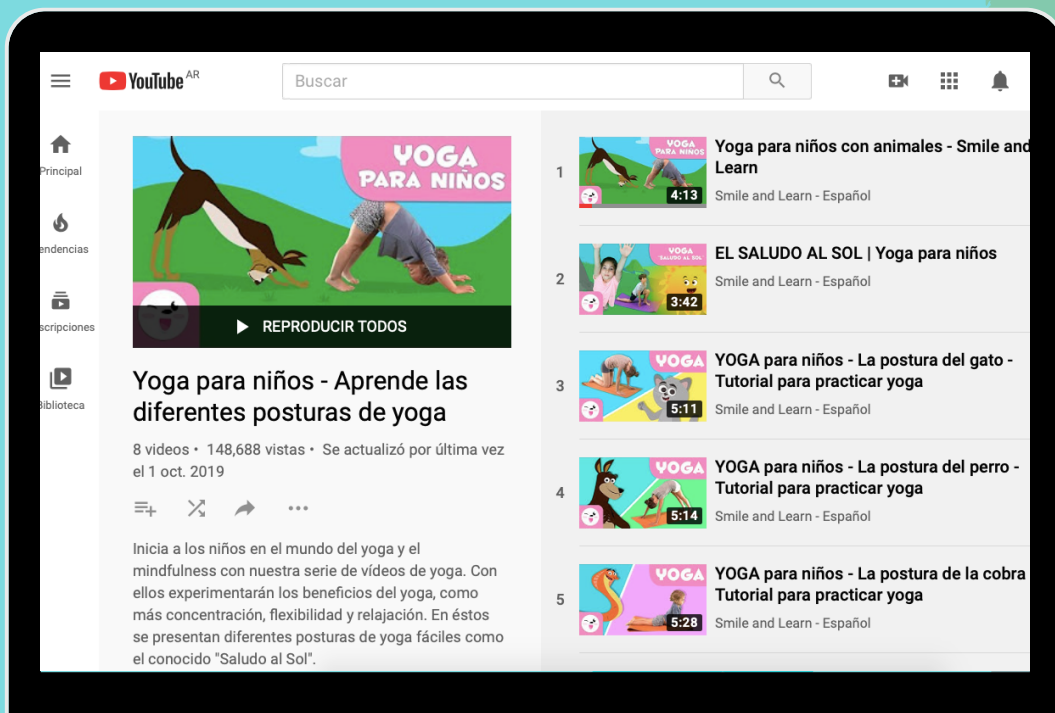 YouTube AR
Buscar
Principal
endencias
scripciones
Biblioteca
YOGA
PARA NIÑOS
REPRODUCIR TODOS
Yoga para niños - Aprende las
diferentes posturas de yoga
8 videos • 148,688 vistas • Se actualizó por última vez
el 1 oct. 2019
Inicia a los niños en el mundo del yoga y el
mindfulness con nuestra serie de vídeos de yoga. Con
ellos experimentarán los beneficios del yoga, como
más concentración, flexibilidad y relajación. En éstos
se presentan diferentes posturas de yoga fáciles como
el conocido "Saludo al Sol".
1
YOGA
PARA NIÑOS
4:13
Yoga para niños con animales - Smile and
Learn
Smile and Learn - Español
2
YOGA
"SALUDO AL SOL"
3:42
EL SALUDO AL SOL | Yoga para niños
Smile and Learn - Español
3
YOGA
5:11
YOGA para niños - La postura del gato -
Tutorial para practicar yoga
Smile and Learn - Español
4
YOGA
5:14
YOGA para niños - La postura del perro -
Tutorial para practicar yoga
Smile and Learn - Español
5
YOGA
5:28
YOGA para niños - La postura de la cobra
Tutorial para practicar yoga
Smile and Learn - Español